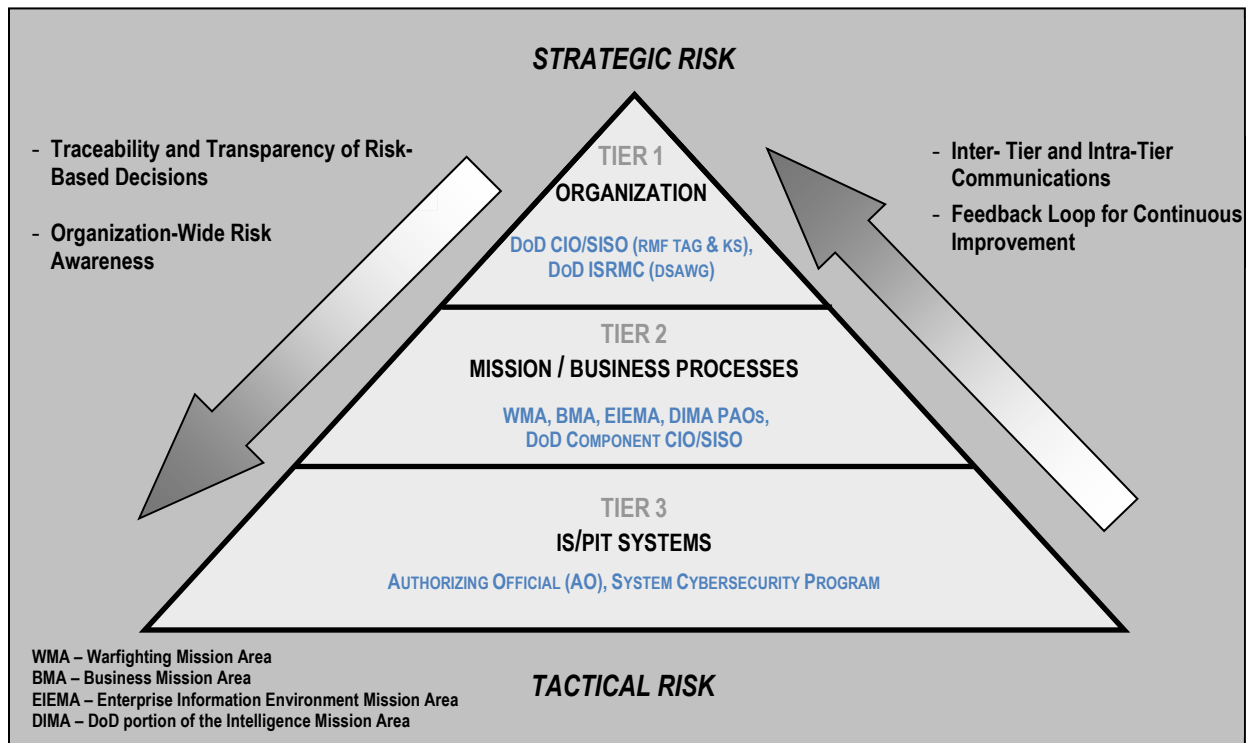 STRATEGIC RISK
- Traceability and Transparency of Risk-
Based Decisions
- Organization-Wide Risk
Awareness
- Inter- Tier and Intra-Tier
Communications
- Feedback Loop for Continuous
Improvement
TIER 1
ORGANIZATION
DOD CIO/SISO (RMF TAG & KS),
DOD ISRMC (DSAWG)
TIER 2
MISSION / BUSINESS PROCESSES
WMA, BMA, EIEMA, DIMA PAOS,
DOD COMPONENT CIO/SISO
TIER 3
IS/PIT SYSTEMS
AUTHORIZING OFFICIAL (AO), SYSTEM CYBERSECURITY PROGRAM
WMA – Warfighting Mission Area
BMA – Business Mission Area
EIEMA – Enterprise Information Environment Mission Area
DIMA – DoD portion of the Intelligence Mission Area
TACTICAL RISK